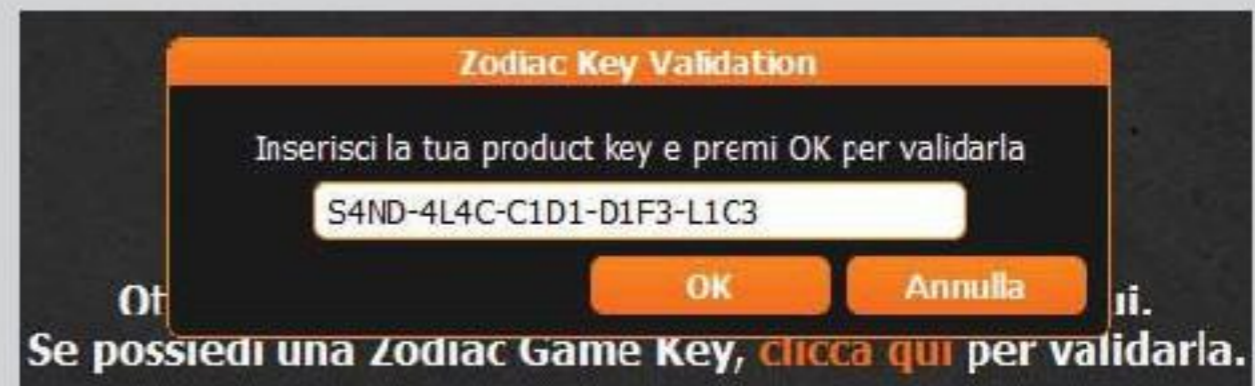 Zodiac Key Validation
Inserisci la tua product key e premi OK per validarla
S4ND-4L4C-C1D1-D1F3-L1C3
OK Annulla
Se possiedi una Zodiac Game Key, clicca qui per validarla.